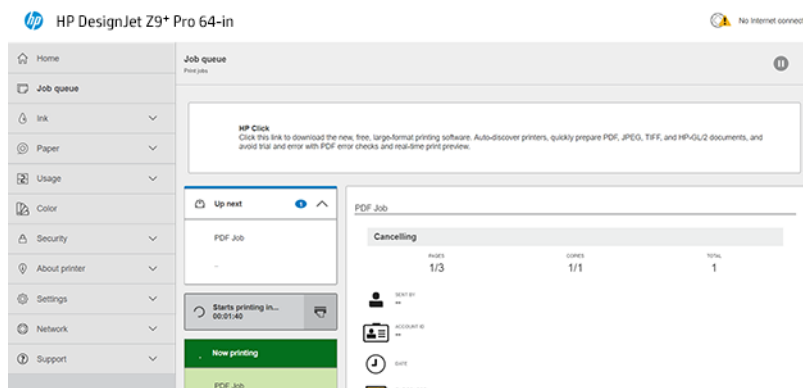 hp HP DesignJet Z9+ Pro 64-in
No Internet connect
Home
Job queue
Ink
Paper
Usage
Color
Security
About printer
Settings
Network
Support
Job queue
Print jobs
HP Click
Click this link to download the new, free, large-format printing software. Auto-discover printers, quickly prepare PDF, JPEG, TIFF, and HP-GL/2 documents, and
avoid trial and error with PDF error checks and real-time print preview.
Up next 1
PDF Job
--
Starts printing in...
00:01:40
Now printing
PDF Job
PDF Job
Cancelling
PAGES COPIES TOTAL
1/3 1/1 1
SENT BY
--
ACCOUNT ID
--
DATE